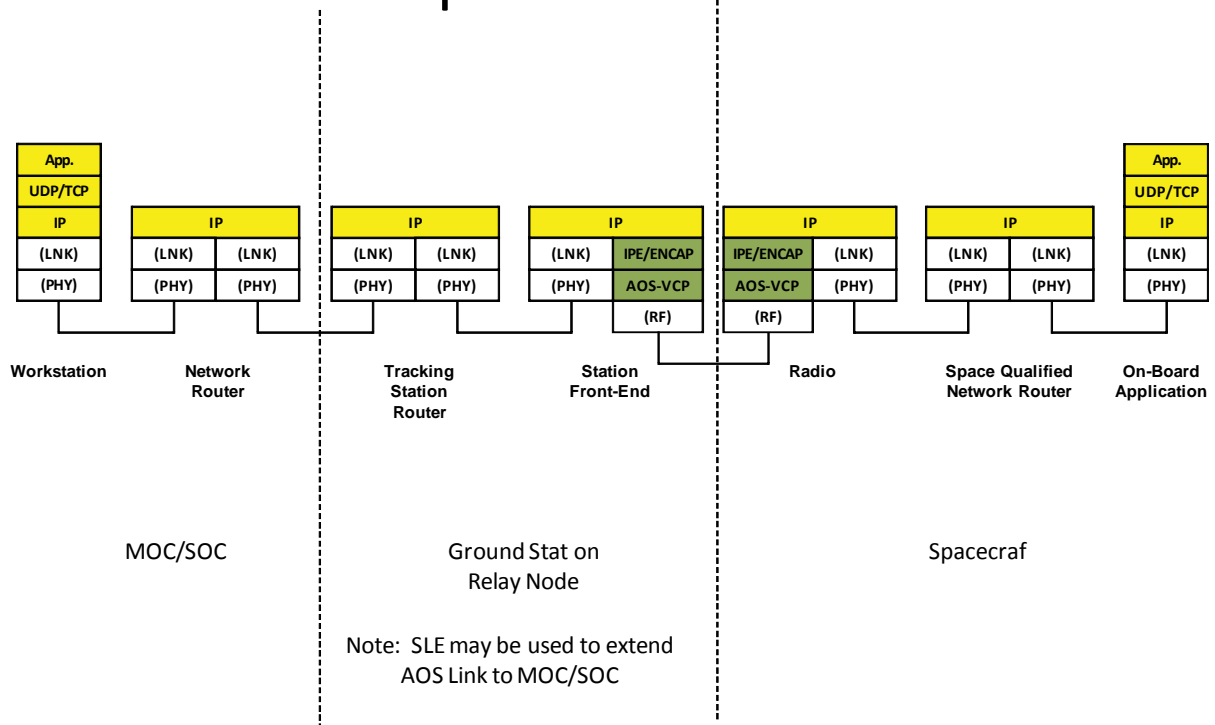 App.
UDP/TCP
IP
(LNK)
(PHY)
IP
(LNK) (LNK)
(PHY) (PHY)
IP
(LNK) (LNK)
(PHY) (PHY)
IP
(LNK) IPE/ENCAP
(PHY) AOS-VCP
(RF)
IP
IPE/ENCAP (LNK)
AOS-VCP (PHY)
(RF)
IP
(LNK) (LNK)
(PHY) (PHY)
App.
UDP/TCP
IP
(LNK)
(PHY)
Workstation
Network
Router
Tracking
Station
Router
Station
Front-End
Radio
Space Qualified
Network Router
On-Board
Application
MOC/SOC
Ground Stat on
Relay Node
Spacecraf
Note: SLE may be used to extend
AOS Link to MOC/SOC